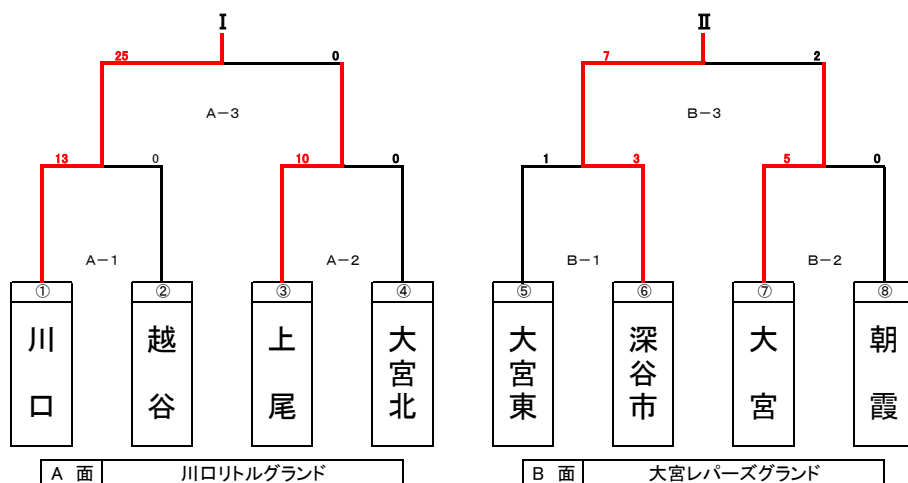 Ⅰ Ⅱ
25 0 7 2
A-3 B-3
13 0 10 0 1 3 5 0
A-1 A-2 B-1 B-2
① ② ③ ④ ⑤ ⑥ ⑦ ⑧
川口
越谷
上尾
大宮北
大宮東
深谷市
大宮
朝霞
A 面 川口リトルグランド B 面 大宮レパーズグランド